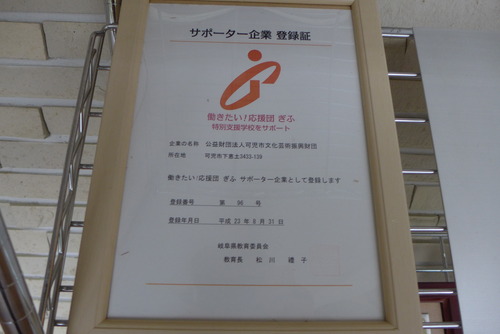 サポーター企業 登録証
働きたい！応援団 ぎふ
特別支援学校をサポート
企業の名称 公益財団法人可児市文化芸術振興財団
所在地 可児市下恵土3433-139
働きたい！応援団 ぎふ サポーター企業として登録します
登録番号 第 96 号
登録年月日 平成 23 年 8 月 31 日
岐阜県教育委員会
教育長 松 川 禮 子